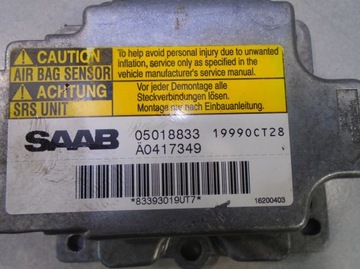 CAUTION
AIR BAG SENSOR
ACHTUNG
SRS UNIT
To help avoid personal injury due to unwanted
inflation, service only as specified in the
vehicle manufacturer's service manual.
Vor jeder Demontage alle
Steckverbindungen lösen.
Montage nur nach Einbauanleitung.
SAAB
05018833 1999OCT28
A0417349
*83393019UT7*
16200403